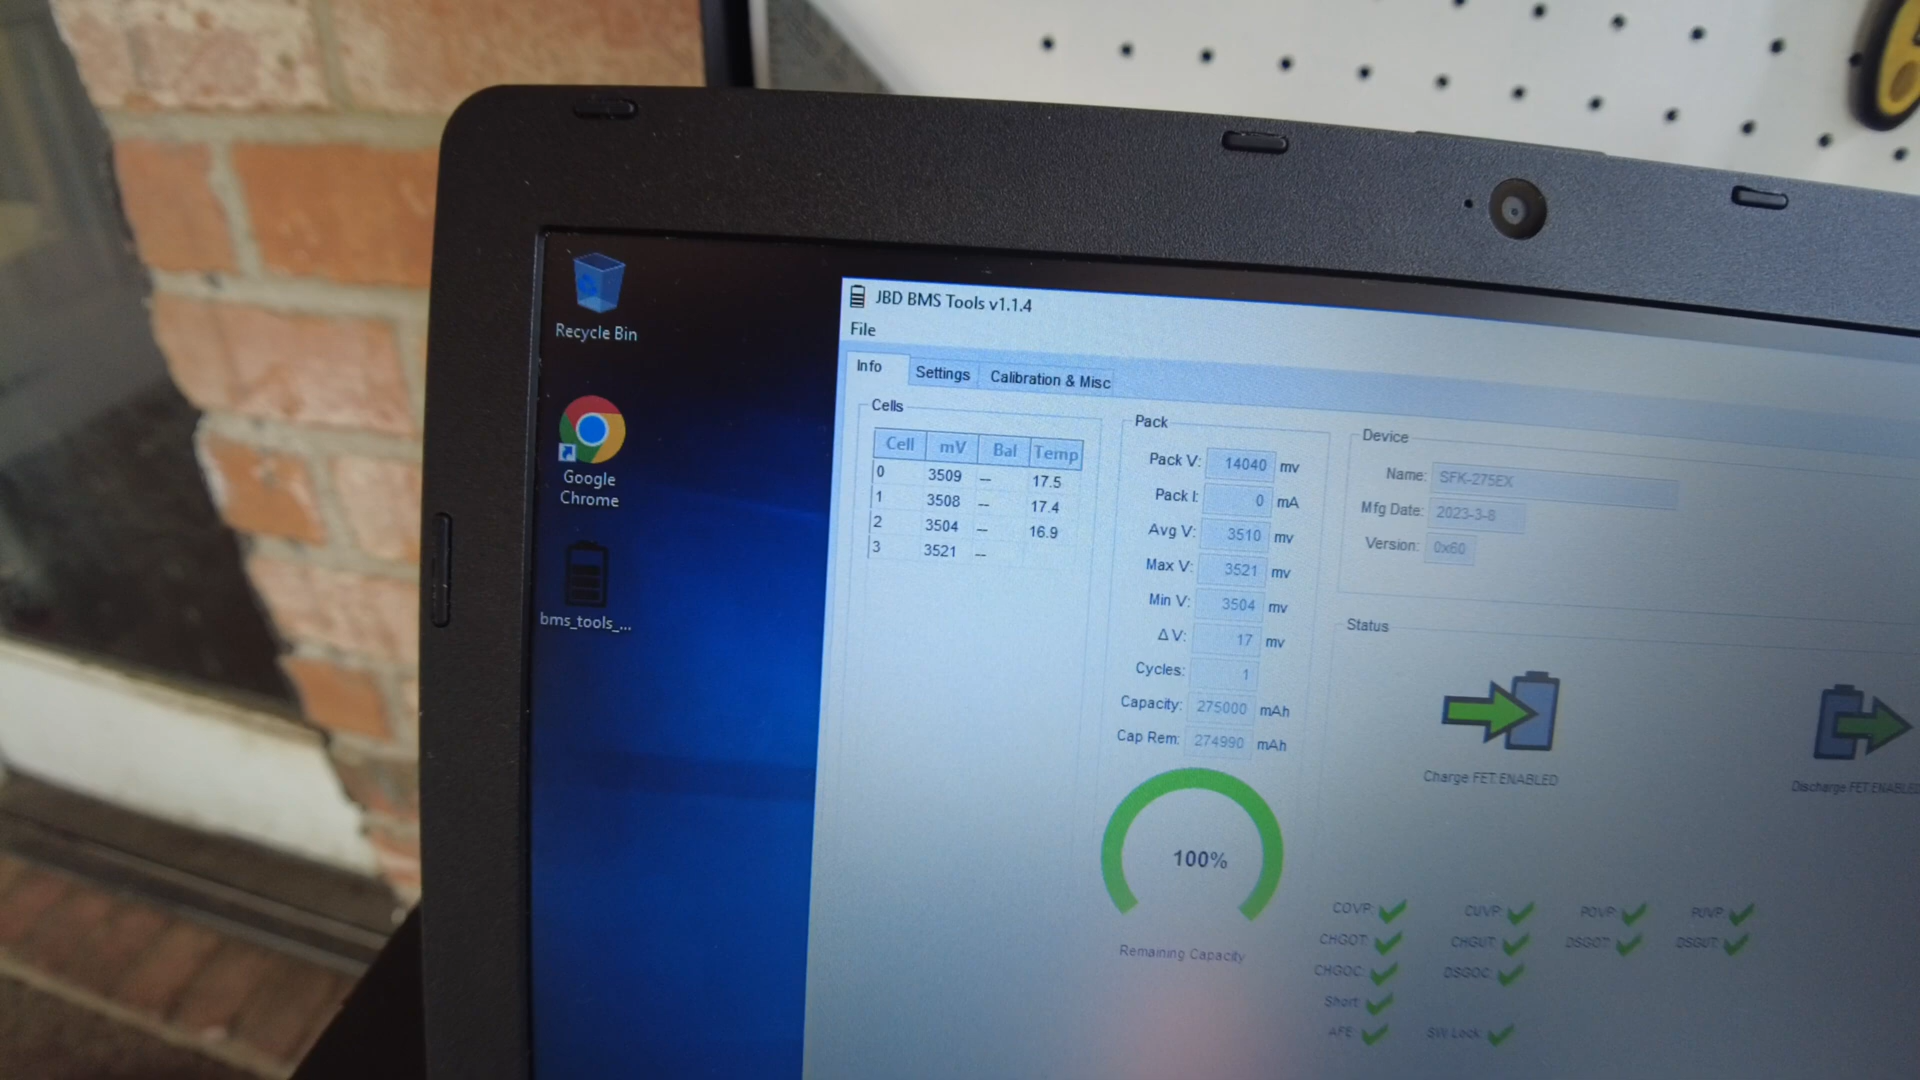 Recycle Bin
Google
Chrome
bms_tools_...
JBD BMS Tools v1.1.4
File
Info Settings Calibration & Misc
Cells
Cell mV Bal Temp
0 3509 -- 17.5
1 3508 -- 17.4
2 3504 -- 16.9
3 3521 --
Pack
Pack V: 14040 mv
Pack I: 0 mA
Avg V: 3510 mv
Max V: 3521 mv
Min V: 3504 mv
Δ V: 17 mv
Cycles: 1
Capacity: 275000 mAh
Cap Rem: 274990 mAh
100%
Remaining Capacity
Device
Name: SFK-275EX
Mfg Date: 2023-3-8
Version: 0x60
Status
Charge FET:ENABLED
Discharge FET:ENABLED
COVP: CUVP: POVP: PUVP:
CHGOT: CHGUT: DSGOT: DSGUT:
CHGOC: DSGOC:
Short:
AFE: SW Lock: